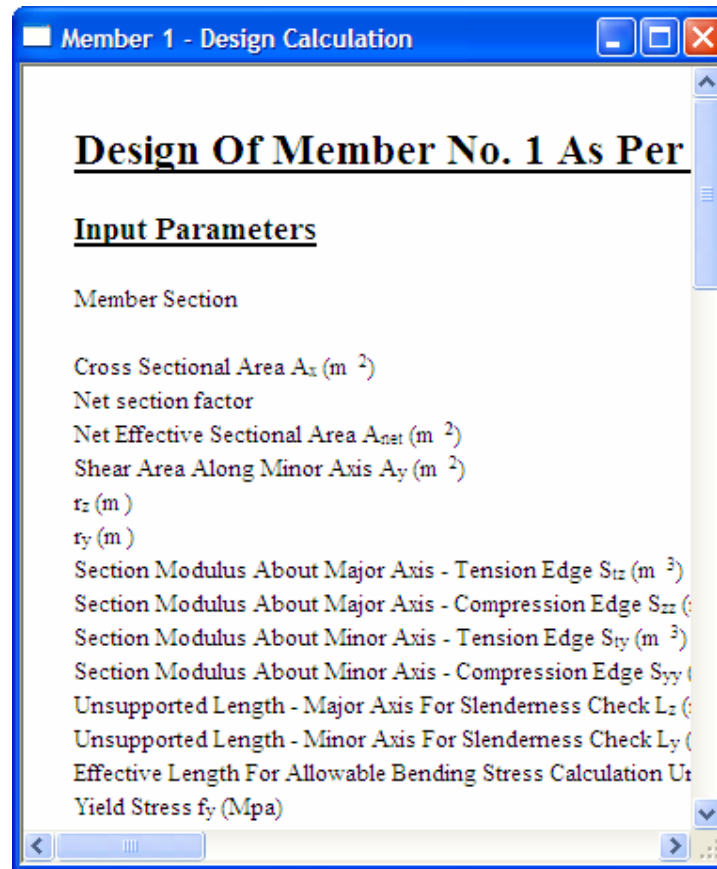 Member 1 - Design Calculation
Design Of Member No. 1 As Per
Input Parameters
Member Section
Cross Sectional Area Ax (m 2)
Net section factor
Net Effective Sectional Area Anet (m 2)
Shear Area Along Minor Axis Ay (m 2)
rz (m )
ry (m )
Section Modulus About Major Axis - Tension Edge Stz (m 3)
Section Modulus About Major Axis - Compression Edge Szz (
Section Modulus About Minor Axis - Tension Edge Sty (m 3)
Section Modulus About Minor Axis - Compression Edge Syy (
Unsupported Length - Major Axis For Slenderness Check Lz (
Unsupported Length - Minor Axis For Slenderness Check Ly (
Effective Length For Allowable Bending Stress Calculation
Yield Stress fy (Mpa)